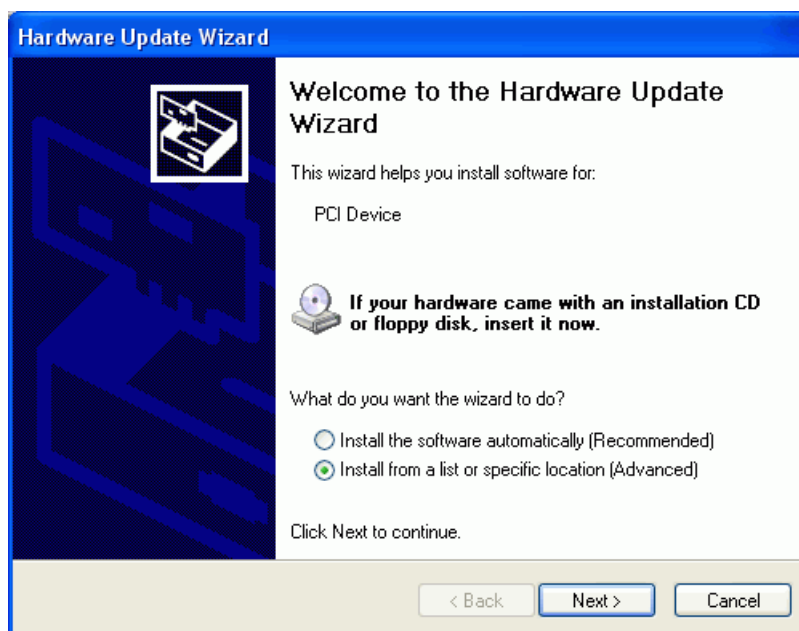 Hardware Update Wizard
Welcome to the Hardware Update
Wizard
This wizard helps you install software for:
PCI Device
If your hardware came with an installation CD
or floppy disk, insert it now.
What do you want the wizard to do?
Install the software automatically (Recommended)
Install from a list or specific location (Advanced)
Click Next to continue.
< Back
Next >
Cancel